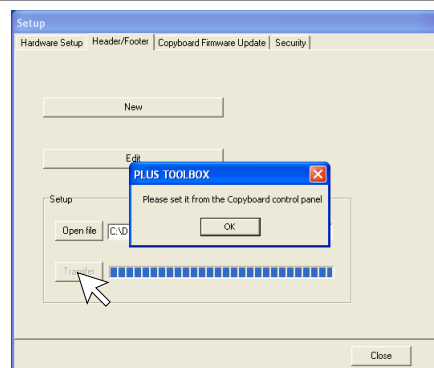 Setup
Hardware Setup Header/Footer Copyboard Firmware Update Security
New
Edit
PLUS TOOLBOX
Please set it from the Copyboard control panel
OK
Setup
Open file C:\D
Transfer
Close